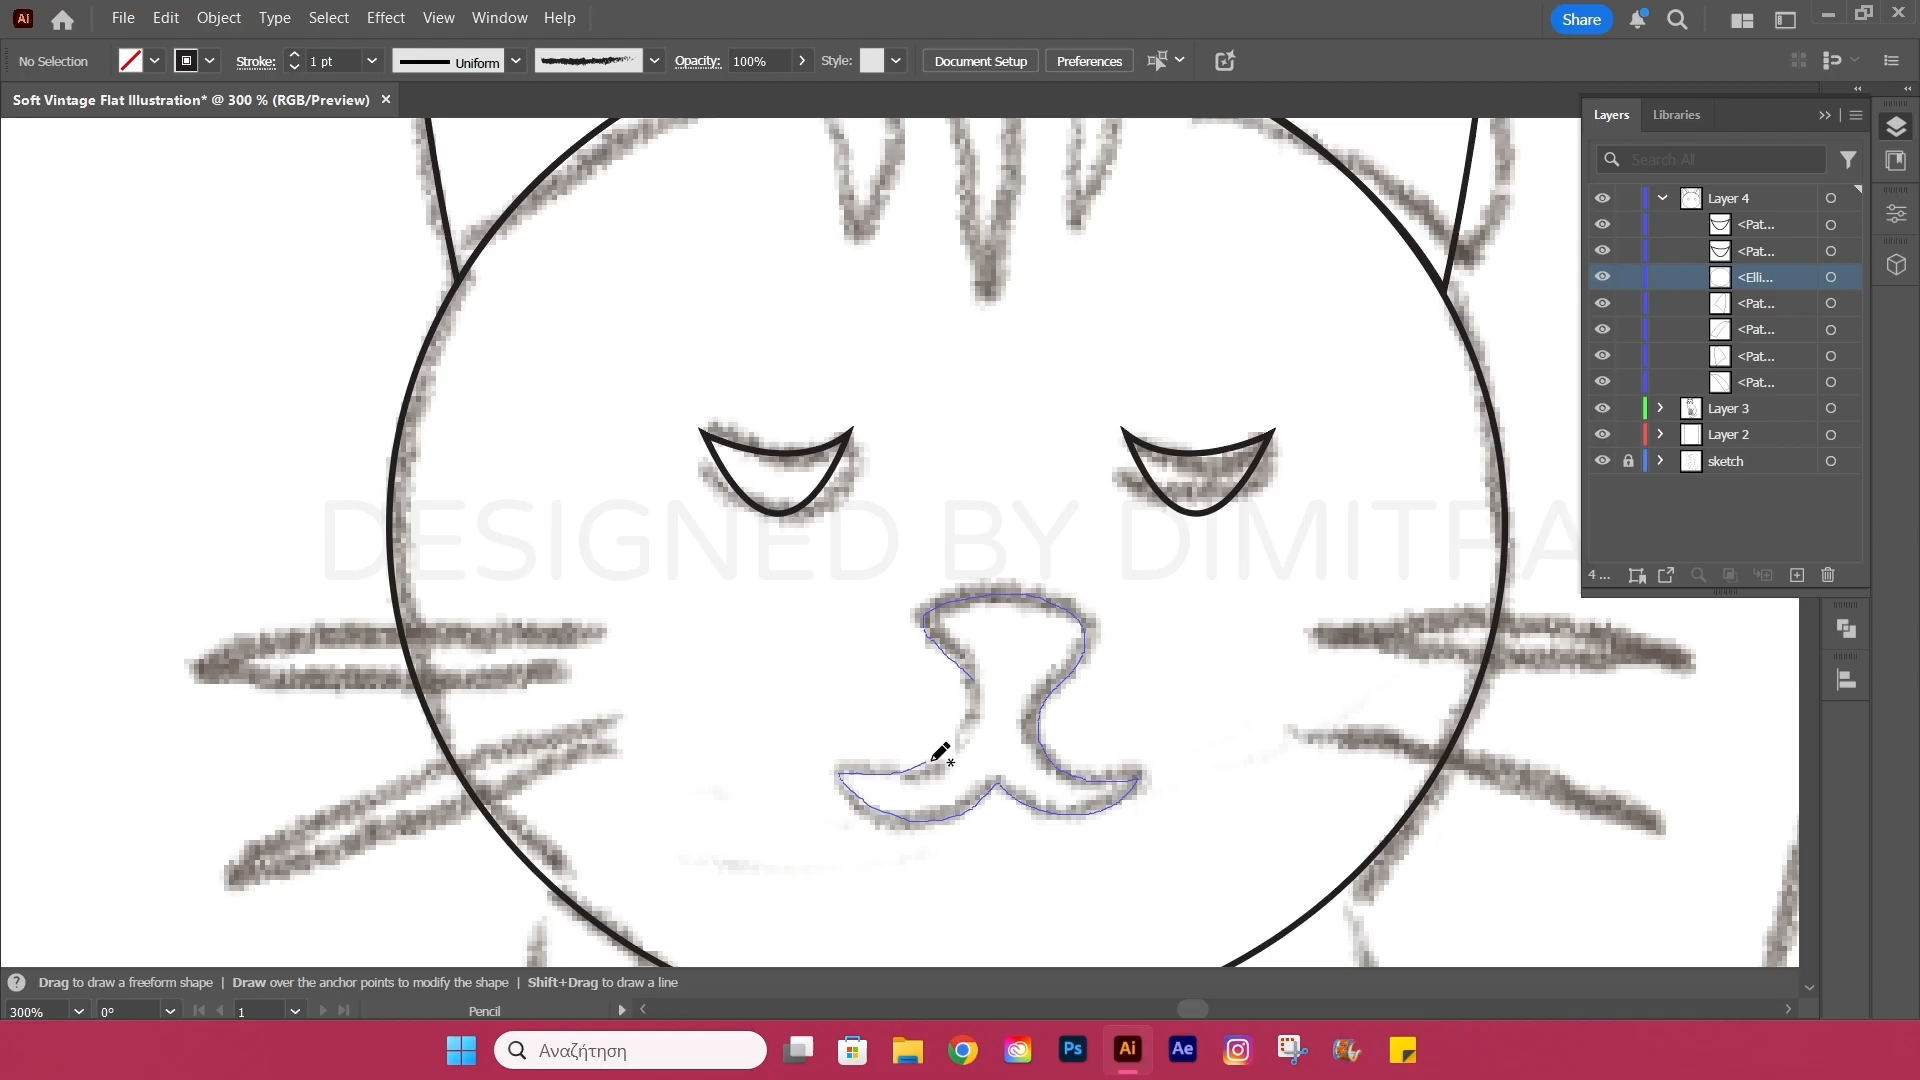 Ai File Edit Object Type Select Effect View Window Help Share
No Selection Stroke: 1 pt Uniform Opacity: 100% Style: Document Setup Preferences
Soft Vintage Flat Illustration* @ 300 % (RGB/Preview) ×
Layers Libraries
Search All
Layer 4
<Pat...
<Pat...
<Elli...
<Pat...
<Pat...
<Pat...
<Pat...
Layer 3
Layer 2
sketch
4 ...
DESIGNED BY DIMITRA
Drag to draw a freeform shape | Draw over the anchor points to modify the shape | Shift+Drag to draw a line
300% 0° 1 Pencil
Αναζήτηση Ps Ai Ae